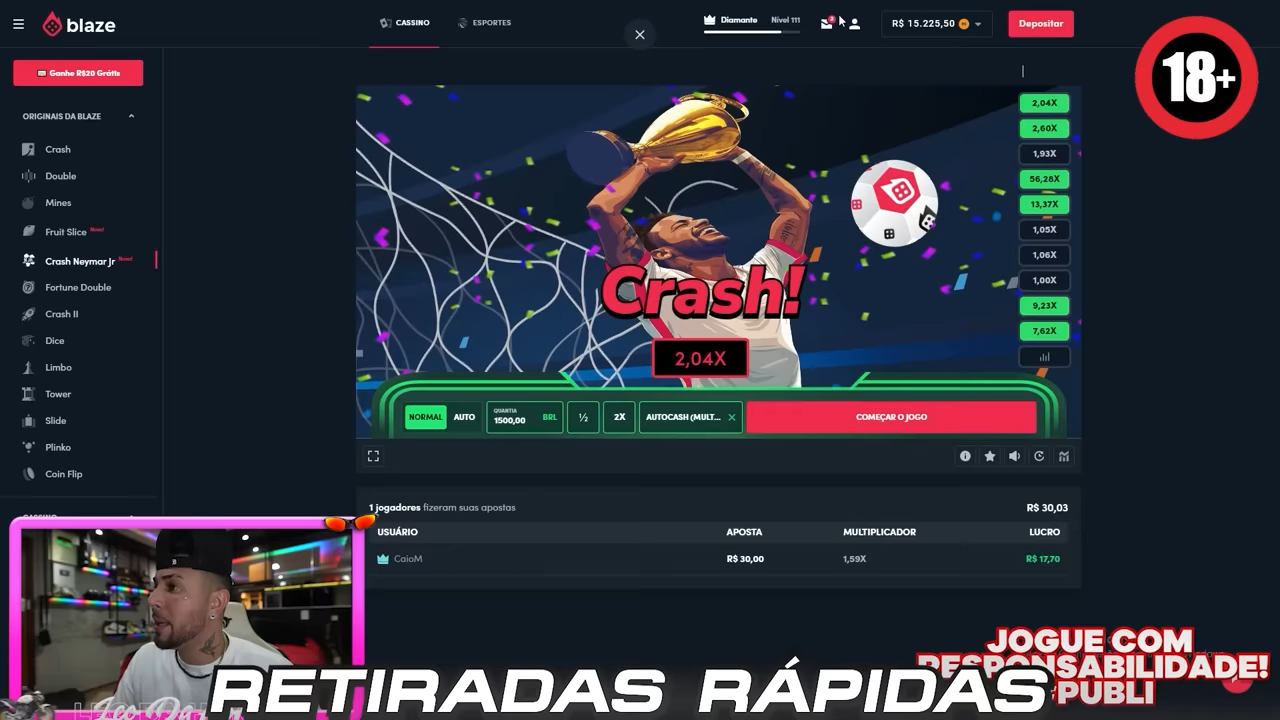 blaze
CASSINO
ESPORTES
Diamante
Nível 111
3
R$ 15.225,50
Depositar
18+
Ganhe R$20 Grátis
ORIGINAIS DA BLAZE
Crash
Double
Mines
Fruit Slice Novo!
Crash Neymar Jr Novo!
Fortune Double
Crash II
Dice
Limbo
Tower
Slide
Plinko
Coin Flip
2,04X
2,60X
1,93X
56,28X
13,37X
1,05X
1,06X
1,00X
9,23X
7,62X
Crash!
2,04X
NORMAL
AUTO
QUANTIA
1500,00
BRL
½
2X
AUTOCASH (MULT...
COMEÇAR O JOGO
1 jogadores fizeram suas apostas
R$ 30,03
USUÁRIO APOSTA MULTIPLICADOR LUCRO
CaioM R$ 30,00 1,59X R$ 17,70
JOGUE COM
RESPONSABILIDADE!
#PUBLI
RETIRADAS RÁPIDAS